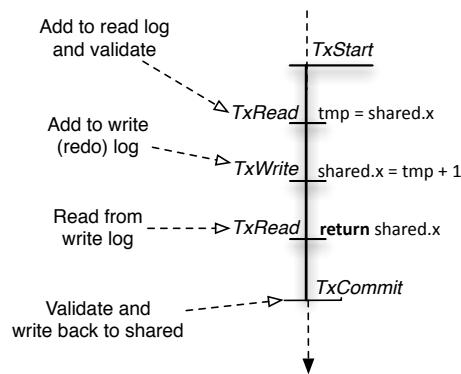 Add to read log
and validate
TxStart
TxRead
tmp = shared.x
Add to write
(redo) log
TxWrite
shared.x = tmp + 1
Read from
write log
TxRead
return shared.x
TxCommit
Validate and
write back to shared